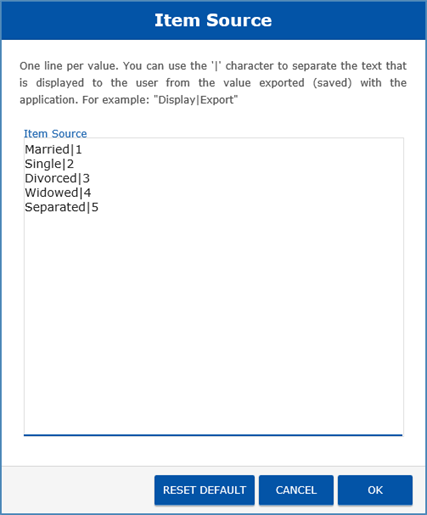 Item Source
One line per value. You can use the '|' character to separate the text that
is displayed to the user from the value exported (saved) with the
application. For example: "Display|Export"
Item Source
Married|1
Single|2
Divorced|3
Widowed|4
Separated|5
RESET DEFAULT CANCEL OK